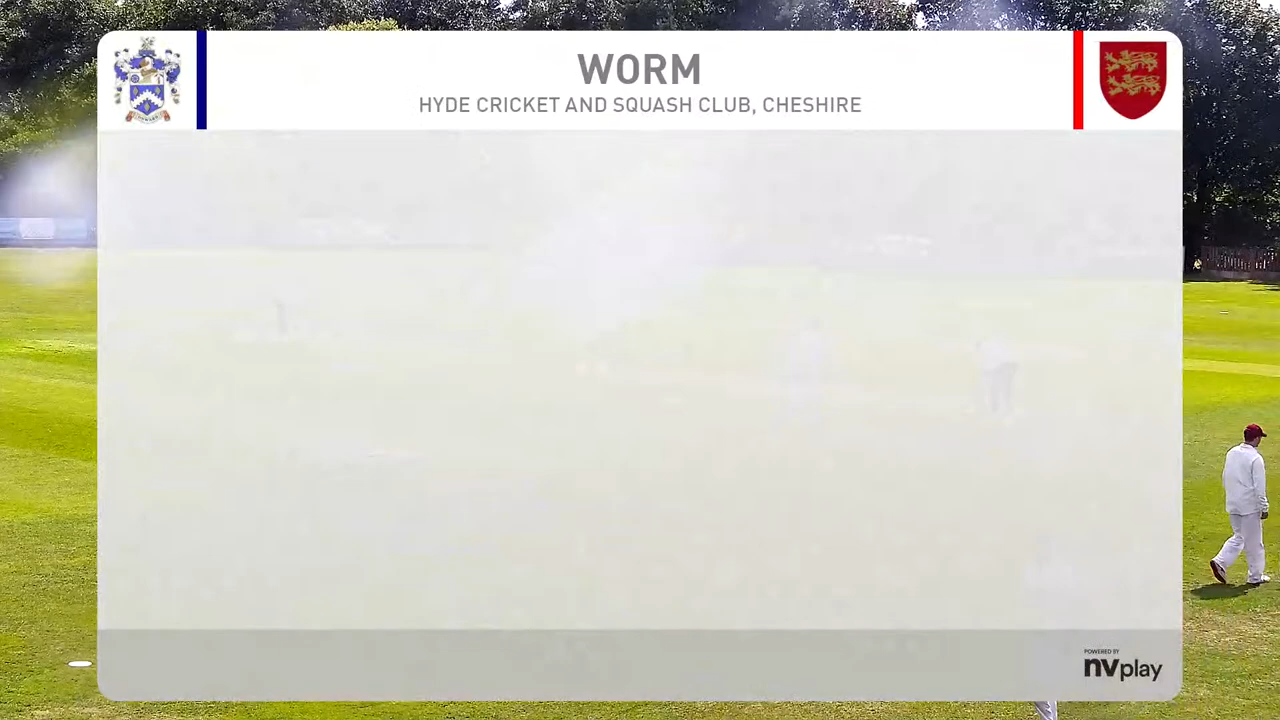 WORM
HYDE CRICKET AND SQUASH CLUB, CHESHIRE
POWERED BY
nvplay